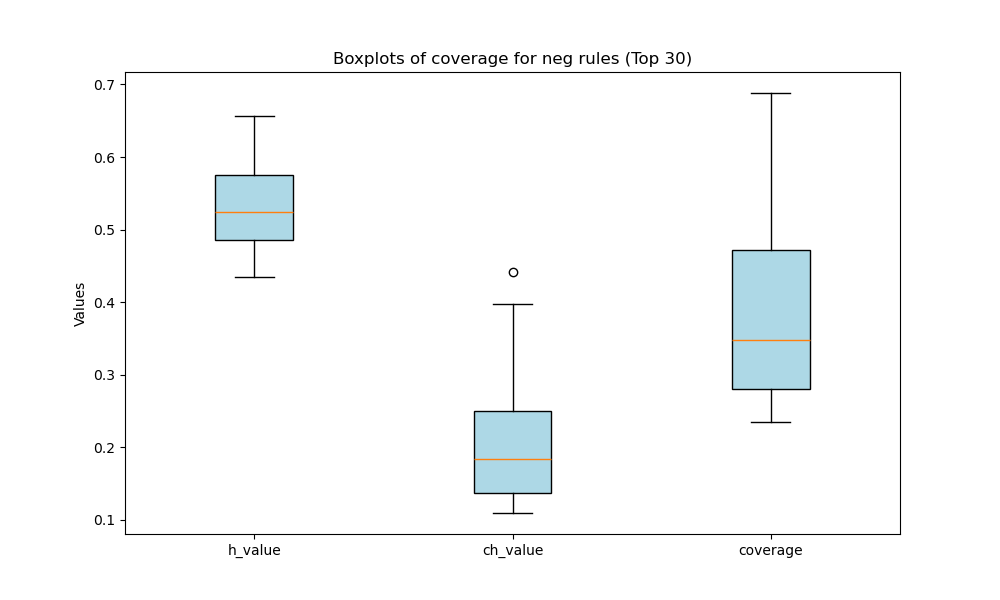 Boxplots of coverage for neg rules (Top 30)
Values
0.7
0.6
0.5
0.4
0.3
0.2
0.1
h_value
ch_value
coverage